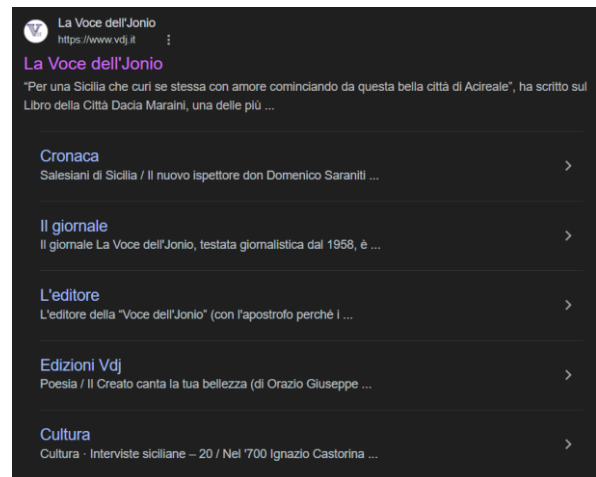 La Voce dell'Jonio
https://www.vdj.it
La Voce dell'Jonio
“Per una Sicilia che curi se stessa con amore cominciando da questa bella città di Acireale”, ha scritto sul
Libro della Città Dacia Maraini, una delle più ...
Cronaca
Salesiani di Sicilia / Il nuovo ispettore don Domenico Saraniti ...
Il giornale
Il giornale La Voce dell'Jonio, testata giornalistica dal 1958, è ...
L'editore
L'editore della “Voce dell'Jonio” (con l'apostrofo perché i ...
Edizioni Vdj
Poesia / Il Creato canta la tua bellezza (di Orazio Giuseppe ...
Cultura
Cultura · Interviste siciliane – 20 / Nel '700 Ignazio Castorina ...